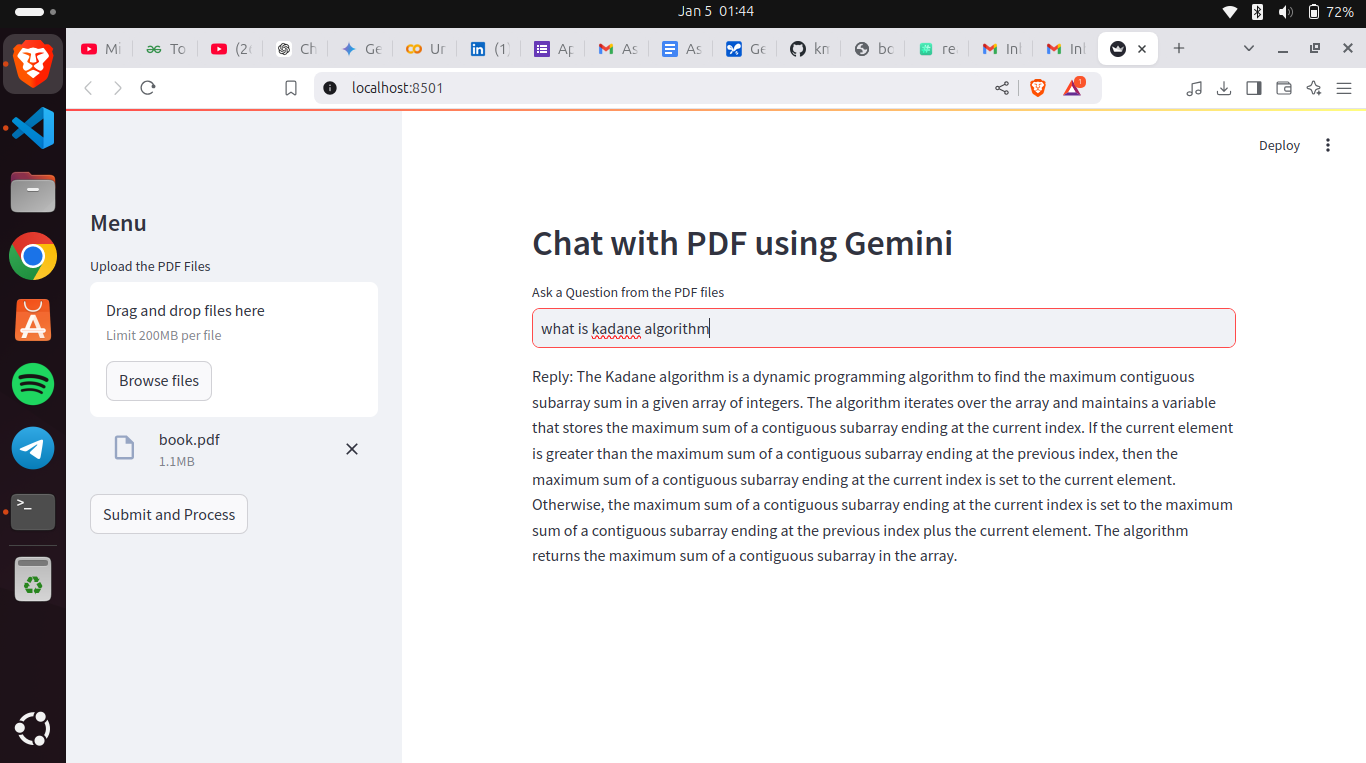 Jan 5 01:44
72%
Mi
To
(2
Ch
Ge
Ur
(1)
Ap
As
As
Ge
kn
bc
re
Inl
Inl
localhost:8501
1
Deploy
Menu
Upload the PDF Files
Drag and drop files here
Limit 200MB per file
Browse files
book.pdf
1.1MB
Submit and Process
Chat with PDF using Gemini
Ask a Question from the PDF files
what is kadane algorithm
Reply: The Kadane algorithm is a dynamic programming algorithm to find the maximum contiguous
subarray sum in a given array of integers. The algorithm iterates over the array and maintains a variable
that stores the maximum sum of a contiguous subarray ending at the current index. If the current element
is greater than the maximum sum of a contiguous subarray ending at the previous index, then the
maximum sum of a contiguous subarray ending at the current index is set to the current element.
Otherwise, the maximum sum of a contiguous subarray ending at the current index is set to the maximum
sum of a contiguous subarray ending at the previous index plus the current element. The algorithm
returns the maximum sum of a contiguous subarray in the array.